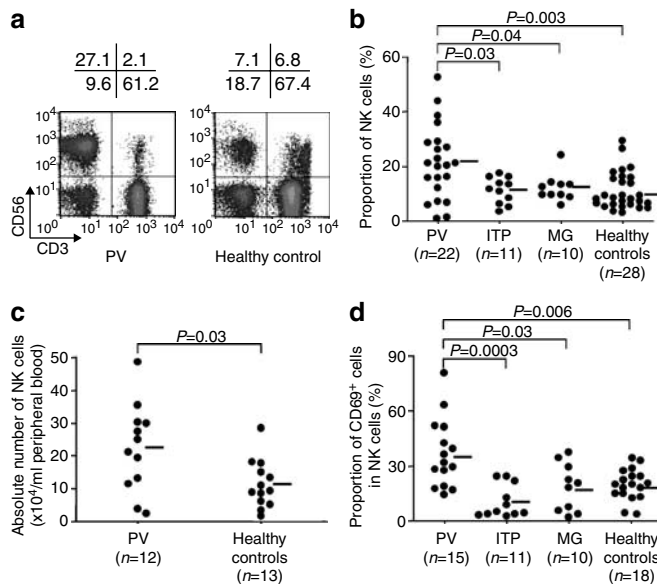 a
27.1 2.1
9.6 61.2
7.1 6.8
18.7 67.4
10⁴
10³
10²
10¹
10⁰
10⁰ 10¹ 10² 10³ 10⁴
10⁴
10³
10²
10¹
10⁰
10⁰ 10¹ 10² 10³ 10⁴
CD56
CD3
PV
Healthy control
b
P=0.003
P=0.04
P=0.03
Proportion of NK cells (%)
60
40
20
0
PV ITP MG Healthy
(n=22) (n=11) (n=10) controls
(n=28)
c
P=0.03
Absolute number of NK cells
(x10⁴/ml peripheral blood)
50
40
30
20
10
0
PV Healthy
(n=12) controls
(n=13)
d
P=0.006
P=0.03
P=0.0003
Proportion of CD69⁺ cells
in NK cells (%)
90
60
30
0
PV ITP MG Healthy
(n=15) (n=11) (n=10) controls
(n=18)